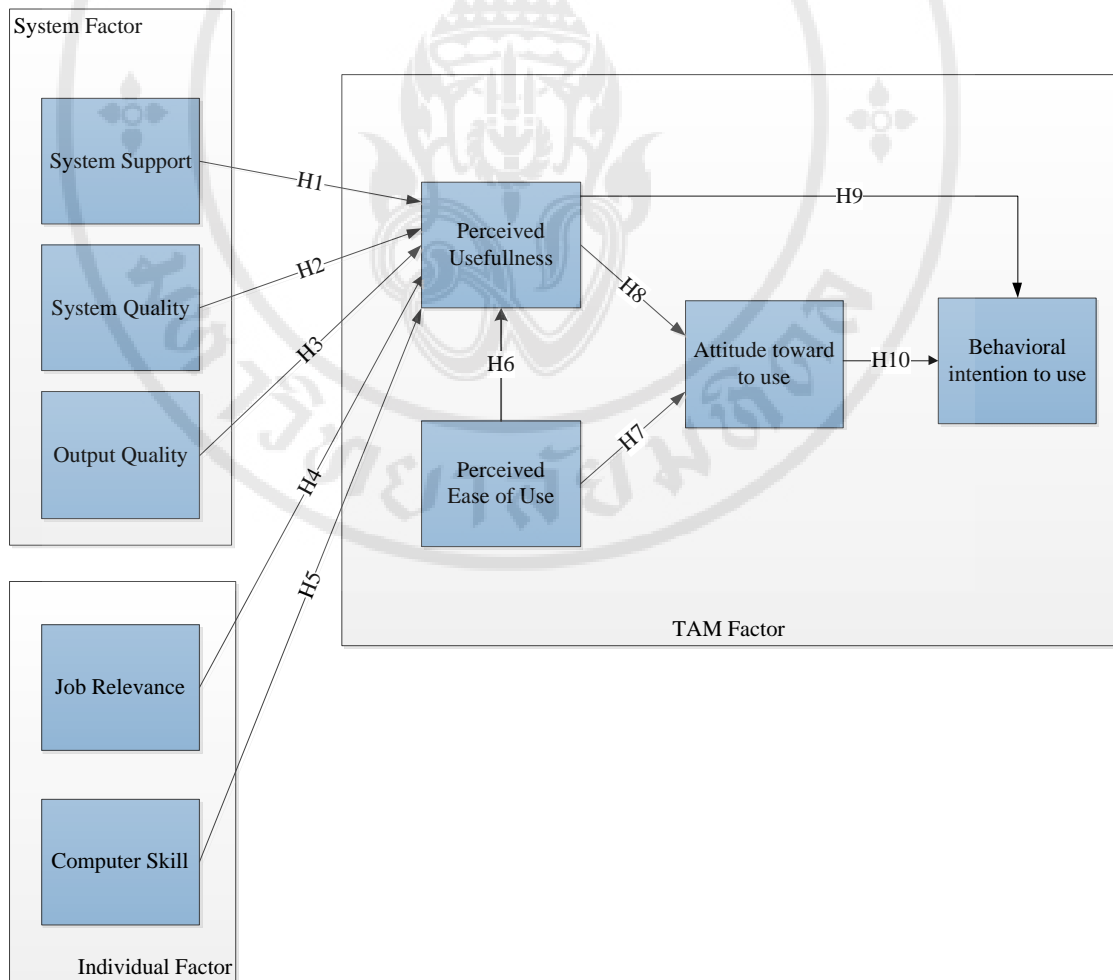 System Factor
System Support
System Quality
Output Quality
H1
H2
H3
H4
H5
Job Relevance
Computer Skill
Individual Factor
Perceived
Usefullness
H6
Perceived
Ease of Use
H7
H8
H9
Attitude toward
to use
H10
Behavioral
intention to use
TAM Factor